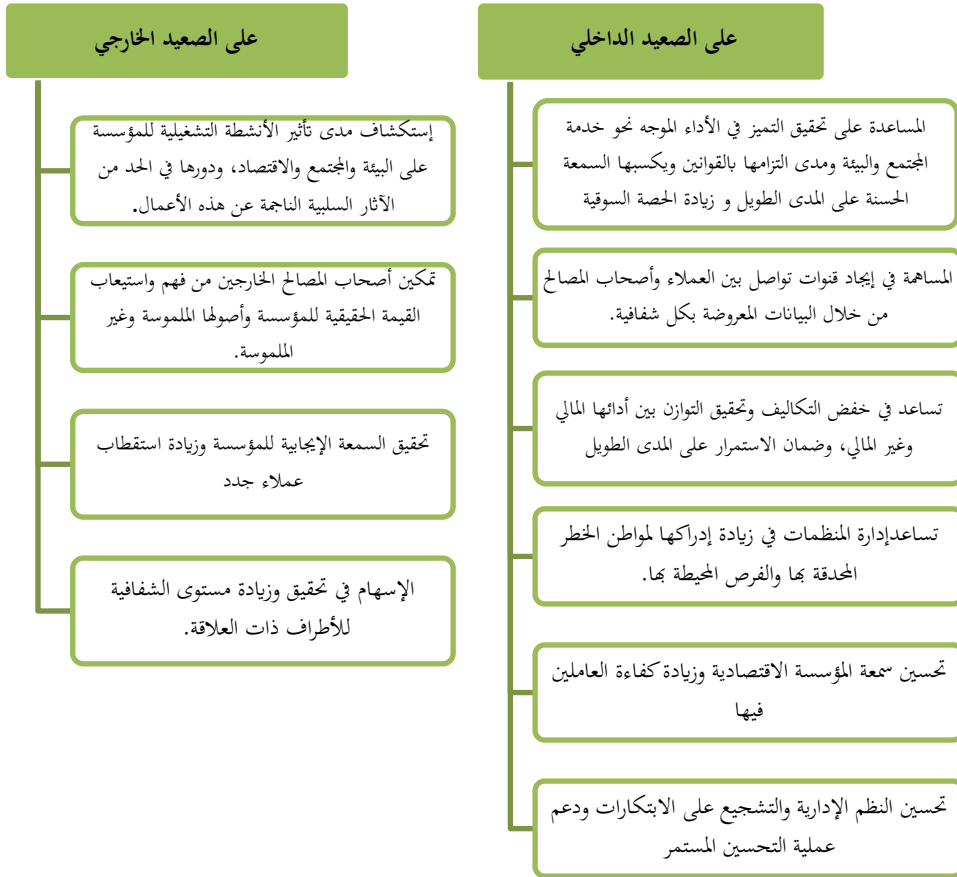 على الصعيد الداخلي
المساعدة على تحقيق التميز في الأداء الموجه نحو خدمة
المجتمع والبيئة ومدى التزامها بالقوانين ويكسبها السمعة
الحسنة على المدى الطويل و زيادة الحصة السوقية
المساهمة في إيجاد قنوات تواصل بين العملاء وأصحاب المصالح
من خلال البيانات المعروضة بكل شفافية.
تساعد في خفض التكاليف وتحقيق التوازن بين أدائها المالي
وغير المالي، وضمان الاستمرار على المدى الطويل
تساعدإدارة المنظمات في زيادة إدراكها لمواطن الخطر
المحدقة بها والفرص المحيطة بها.
تحسين سمعة المؤسسة الاقتصادية وزيادة كفاءة العاملين
فيها
تحسين النظم الإدارية والتشجيع على الابتكارات ودعم
عملية التحسين المستمر
على الصعيد الخارجي
إستكشاف مدى تأثير الأنشطة التشغيلية للمؤسسة
على البيئة والمجتمع والاقتصاد، ودورها في الحد من
الآثار السلبية الناجمة عن هذه الأعمال.
تمكين أصحاب المصالح الخارجين من فهم واستيعاب
القيمة الحقيقية للمؤسسة وأصولها الملموسة وغير
الملموسة.
تحقيق السمعة الإيجابية للمؤسسة وزيادة استقطاب
عملاء جدد
الإسهام في تحقيق وزيادة مستوى الشفافية
للأطراف ذات العلاقة.